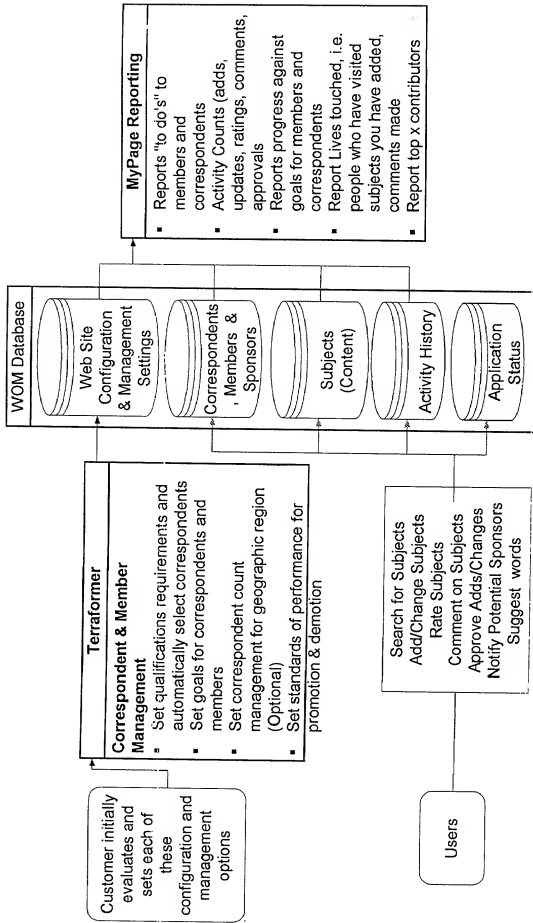 Customer initially
evaluates and
sets each of
these
configuration and
management
options
Terraformer
Correspondent & Member
Management
▪ Set qualifications requirements and
automatically select correspondents
▪ Set goals for correspondents and
members
▪ Set correspondent count
management for geographic region
(Optional)
▪ Set standards of performance for
promotion & demotion
Users
Search for Subjects
Add/Change Subjects
Rate Subjects
Comment on Subjects
Approve Adds/Changes
Notify Potential Sponsors
Suggest words
WOM Database
Web Site
Configuration
& Management
Settings
Correspondents
, Members &
Sponsors
Subjects
(Content)
Activity History
Application
Status
MyPage Reporting
▪ Reports "to do's" to
members and
correspondents
▪ Activity Counts (adds,
updates, ratings, comments,
approvals
▪ Reports progress against
goals for members and
correspondents
▪ Report Lives touched, i.e.
people who have visited
subjects you have added,
comments made
▪ Report top x contributors